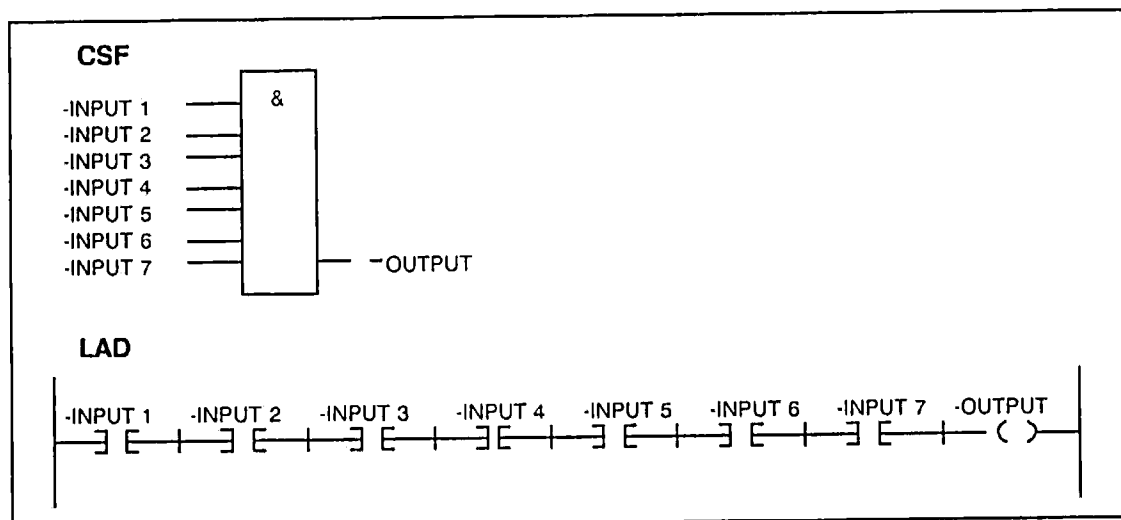 CSF
-INPUT 1
&
-INPUT 2
-INPUT 3
-INPUT 4
-INPUT 5
-INPUT 6
-INPUT 7
-OUTPUT
LAD
-INPUT 1 -INPUT 2 -INPUT 3 -INPUT 4 -INPUT 5 -INPUT 6 -INPUT 7 -OUTPUT